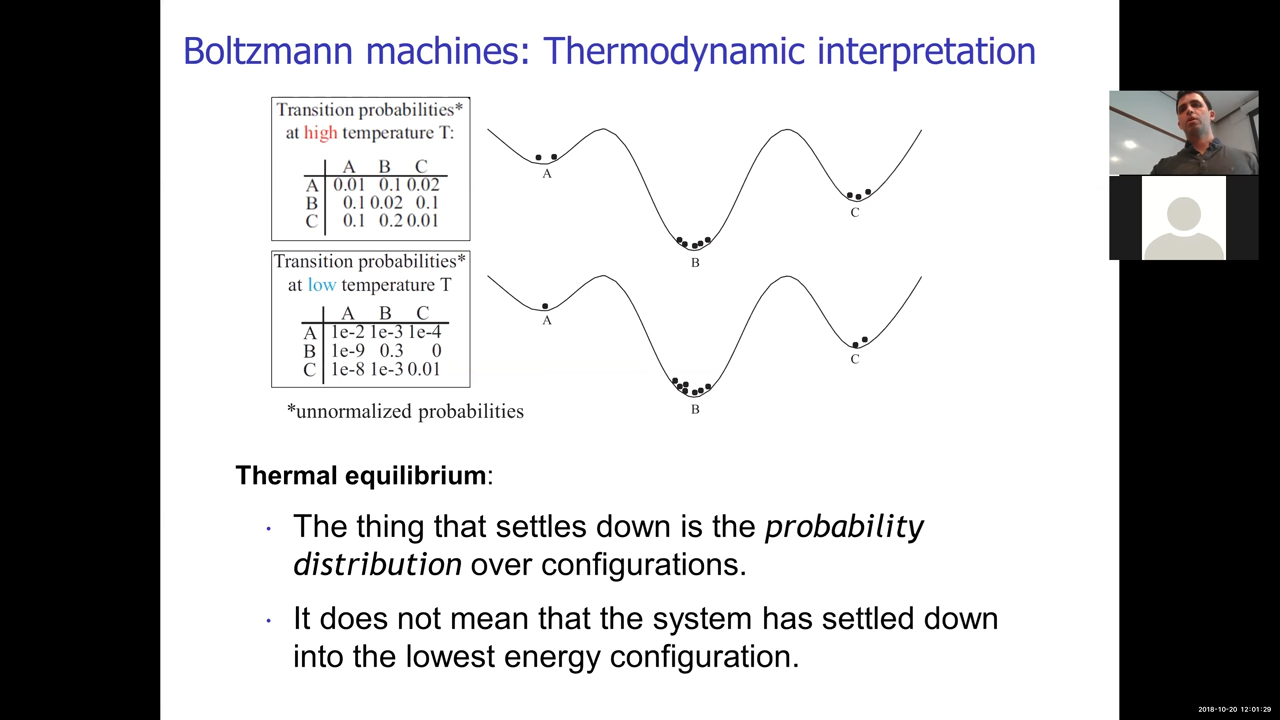 Boltzmann machines: Thermodynamic interpretation
Transition probabilities*
at high temperature T:
A B C
A 0.01 0.1 0.02
B 0.1 0.02 0.1
C 0.1 0.2 0.01
A
B
C
Transition probabilities*
at low temperature T
A B C
A 1e-2 1e-3 1e-4
B 1e-9 0.3 0
C 1e-8 1e-3 0.01
A
B
C
*unnormalized probabilities
Thermal equilibrium:
· The thing that settles down is the probability
distribution over configurations.
· It does not mean that the system has settled down
into the lowest energy configuration.
2018-10-20 12:01:29